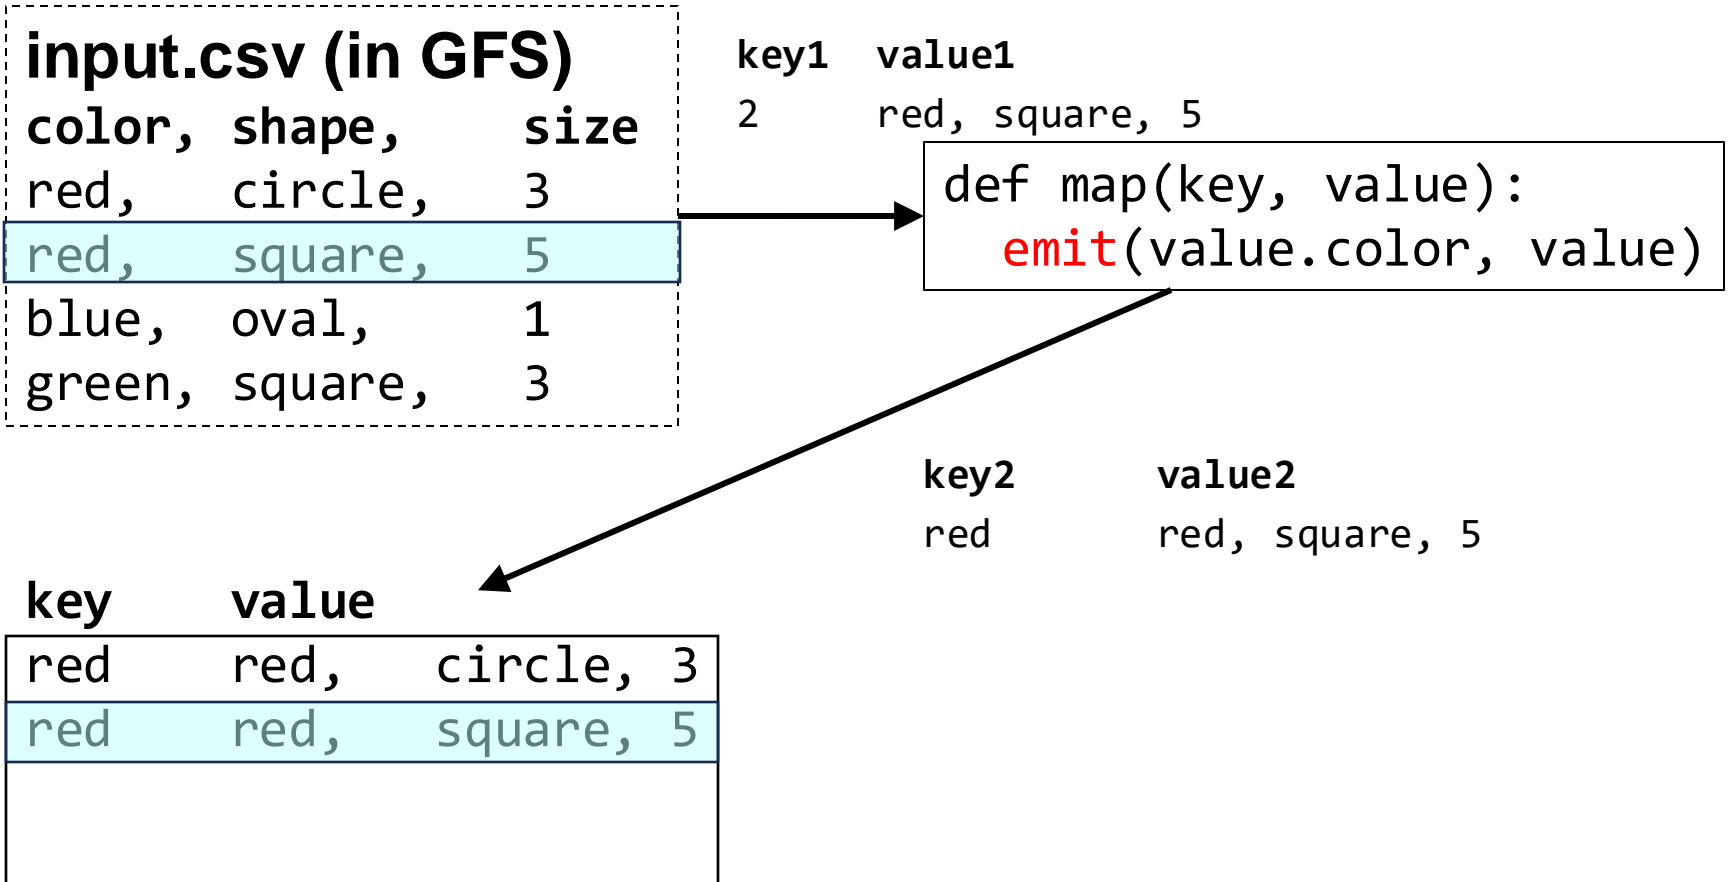 input.csv (in GFS)
color, shape, size
red, circle, 3
red, square, 5
blue, oval, 1
green, square, 3
key1 value1
2 red, square, 5
def map(key, value):
emit(value.color, value)
key2 value2
red red, square, 5
key value
red red, circle, 3
red red, square, 5